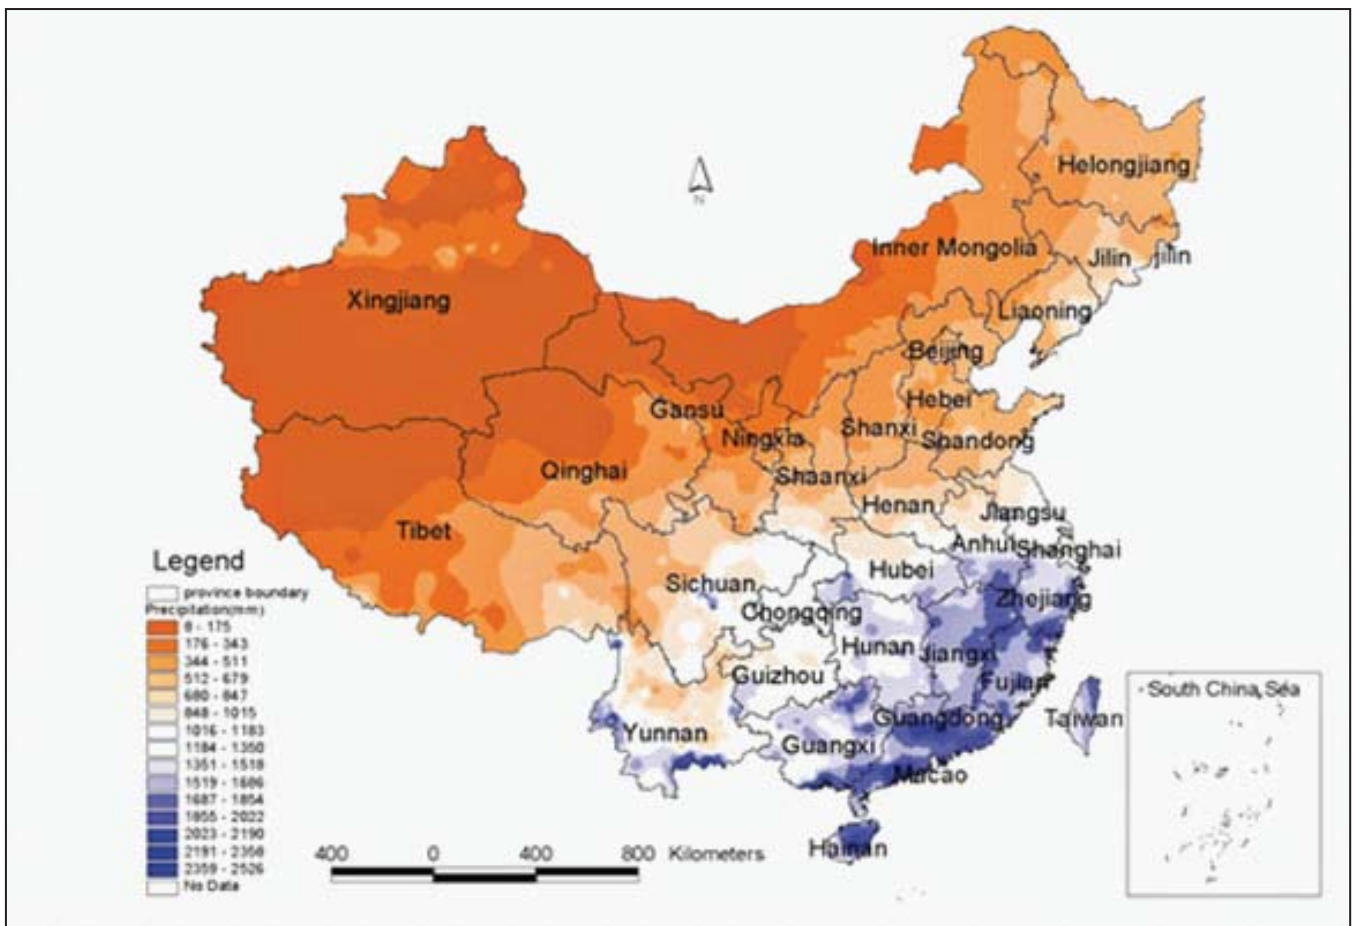 N
Helongjiang
Inner Mongolia
Jilin
jilin
Xingjiang
Liaoning
Beijing
Gansu
Hebei
Ningxia
Shanxi
Shandong
Qinghai
Shaanxi
Henan
Jiangsu
Tibet
Anhui
Shanghai
Sichuan
Hubei
Chongqing
Zhejiang
Hunan
Jiangxi
Guizhou
Fujian
Yunnan
Guangdong
Taiwan
Guangxi
Macao
Hainan
South China Sea
Legend
province boundary
Precipitation(mm)
8 - 175
176 - 343
344 - 511
512 - 679
680 - 847
848 - 1015
1016 - 1183
1184 - 1350
1351 - 1518
1519 - 1686
1687 - 1854
1855 - 2022
2023 - 2190
2191 - 2358
2359 - 2526
No Data
400 0 400 800 Kilometers